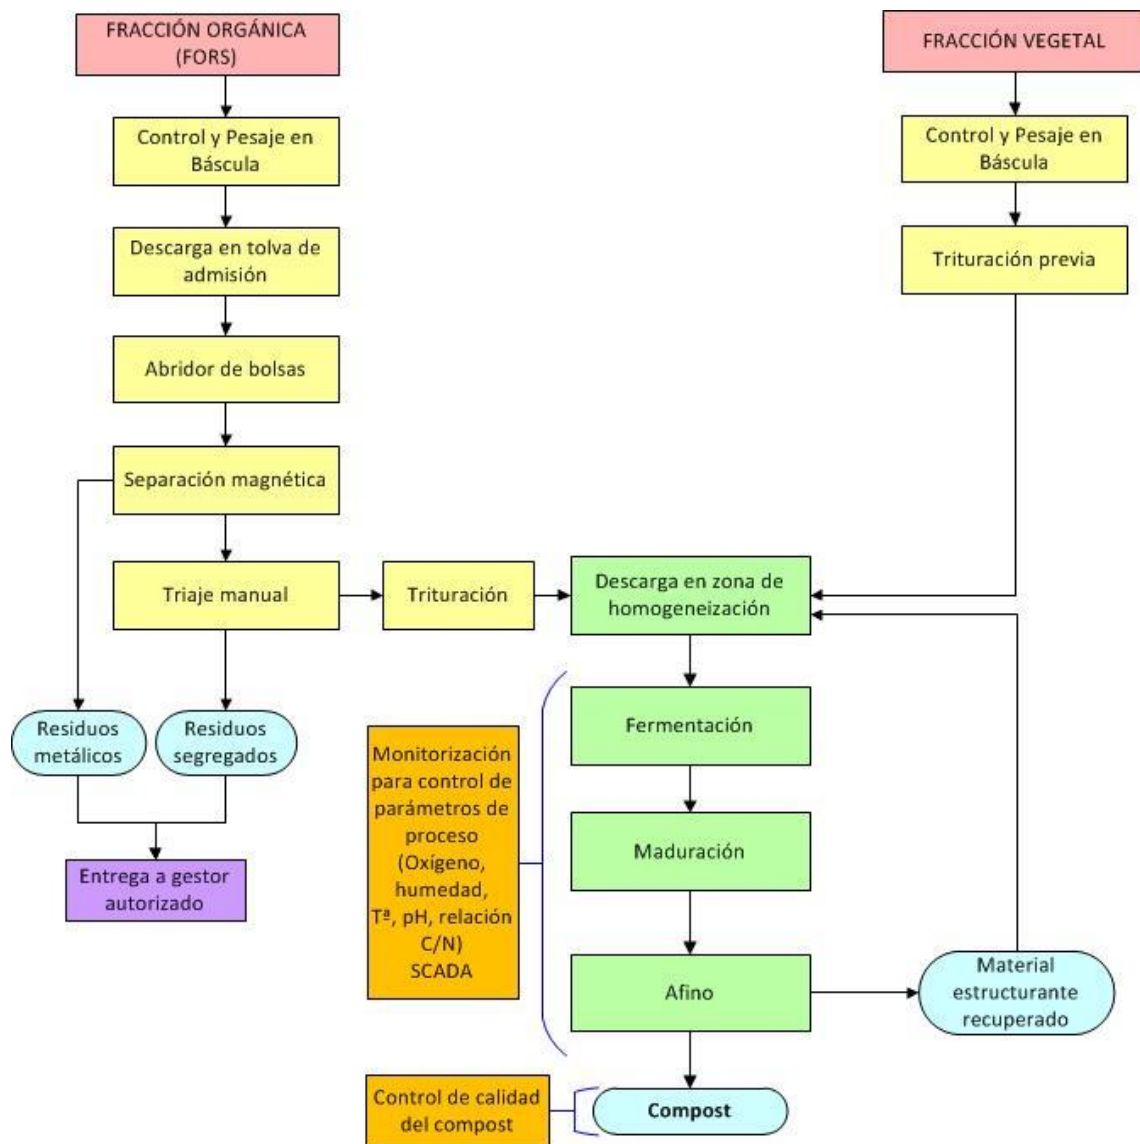 FRACCIÓN ORGÁNICA
(FORS)
FRACCIÓN VEGETAL
Control y Pesaje en
Báscula
Control y Pesaje en
Báscula
Descarga en tolva de
admisión
Trituración previa
Abridor de bolsas
Separación magnética
Triaje manual
Trituración
Descarga en zona de
homogeneización
Residuos
metálicos
Residuos
segregados
Entrega a gestor
autorizado
Monitorización
para control de
parámetros de
proceso
(Oxígeno,
humedad,
Tª, pH, relación
C/N)
SCADA
Fermentación
Maduración
Afino
Material
estructurante
recuperado
Control de calidad
del compost
Compost